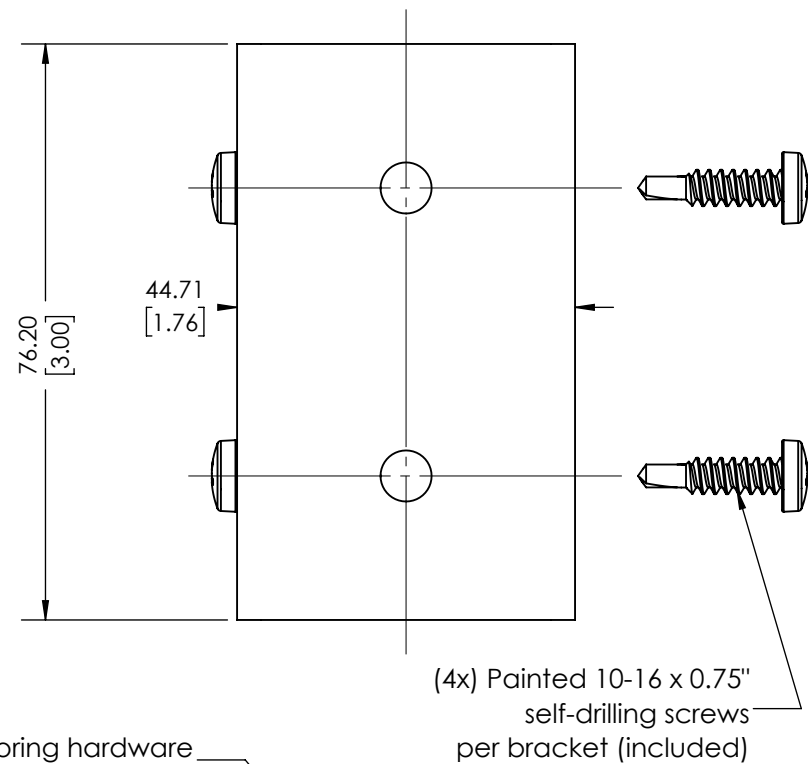 44.71
[1.76]
76.20
[3.00]
(4x) Painted 10-16 x 0.75"
self-drilling screws
per bracket (included)
hardware